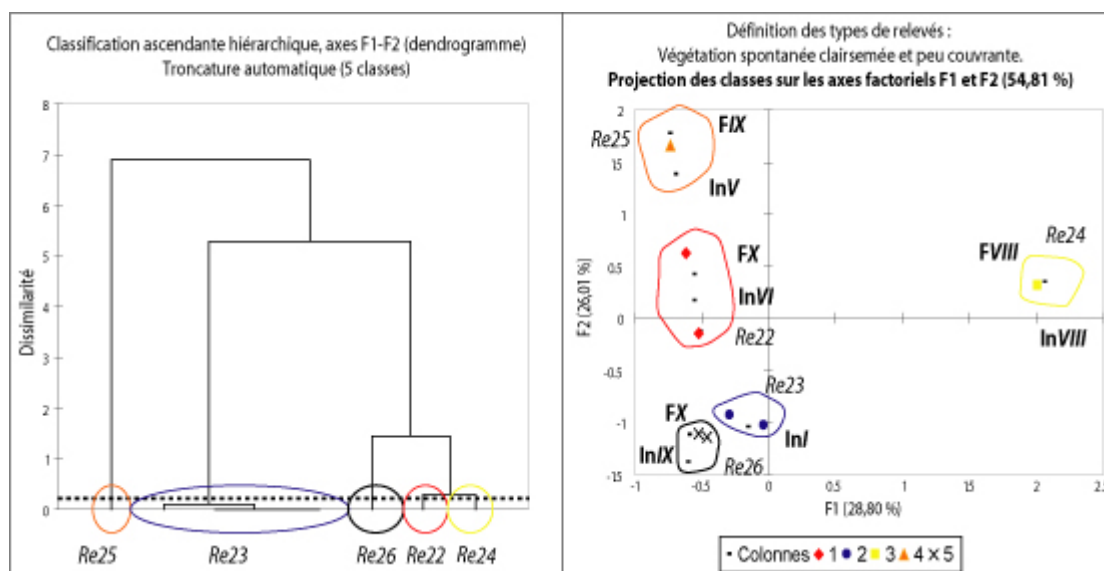 Classification ascendante hiérarchique, axes F1-F2 (dendrogramme)
Troncature automatique (5 classes)
8
7
6
5
4
3
2
1
0
Dissimilarité
Re25
Re23
Re26
Re22
Re24
Définition des types de relevés :
Végétation spontanée clairsemée et peu couvrante.
Projection des classes sur les axes factoriels F1 et F2 (54,81 %)
2
15
1
0.5
0
-0.5
-1
-15
F2 (26,01 %)
Re25
FIX
InV
FX
InVI
Re22
Re23
FX
InI
InIX
Re26
Re24
FVIII
InVIII
-1
-0.5
0
0.5
1
1.5
2
2.5
F1 (28,80 %)
- Colonnes 1 2 3 4 × 5